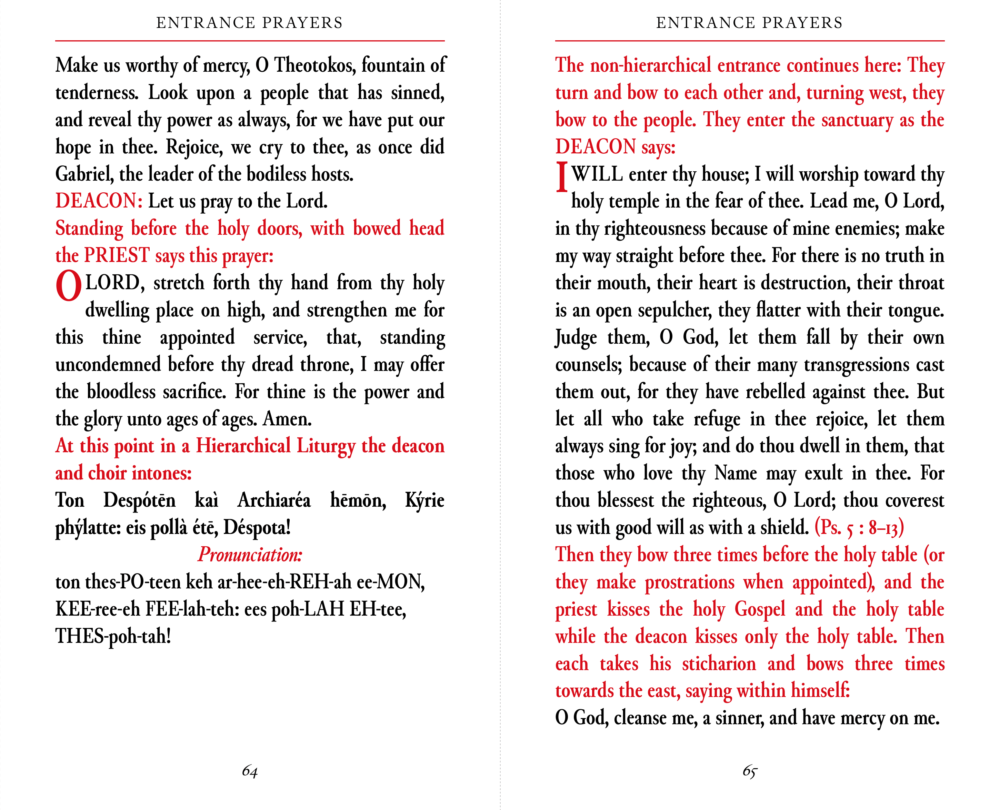 ENTRANCE PRAYERS
Make us worthy of mercy, O Theotokos, fountain of
tenderness. Look upon a people that has sinned,
and reveal thy power as always, for we have put our
hope in thee. Rejoice, we cry to thee, as once did
Gabriel, the leader of the bodiless hosts.
DEACON: Let us pray to the Lord.
Standing before the holy doors, with bowed head
the PRIEST says this prayer:
O LORD, stretch forth thy hand from thy holy
dwelling place on high, and strengthen me for
this thine appointed service, that, standing
uncondemned before thy dread throne, I may offer
the bloodless sacrifice. For thine is the power and
the glory unto ages of ages. Amen.
At this point in a Hierarchical Liturgy the deacon
and choir intones:
Ton Despótēn kaì Archiaréa hēmōn, Kýrie
phýlatte: eis pollà étē, Déspota!
Pronunciation:
ton thes-PO-teen keh ar-hee-eh-REH-ah ee-MON,
KEE-ree-eh FEE-lah-teh: ees poh-LAH EH-tee,
THES-poh-tah!
64
ENTRANCE PRAYERS
The non-hierarchical entrance continues here: They
turn and bow to each other and, turning west, they
bow to the people. They enter the sanctuary as the
DEACON says:
I WILL enter thy house; I will worship toward thy
holy temple in the fear of thee. Lead me, O Lord,
in thy righteousness because of mine enemies; make
my way straight before thee. For there is no truth in
their mouth, their heart is destruction, their throat
is an open sepulcher, they flatter with their tongue.
Judge them, O God, let them fall by their own
counsels; because of their many transgressions cast
them out, for they have rebelled against thee. But
let all who take refuge in thee rejoice, let them
always sing for joy; and do thou dwell in them, that
those who love thy Name may exult in thee. For
thou blessest the righteous, O Lord; thou coverest
us with good will as with a shield. (Ps. 5 : 8–13)
Then they bow three times before the holy table (or
they make prostrations when appointed), and the
priest kisses the holy Gospel and the holy table
while the deacon kisses only the holy table. Then
each takes his sticharion and bows three times
towards the east, saying within himself:
O God, cleanse me, a sinner, and have mercy on me.
65